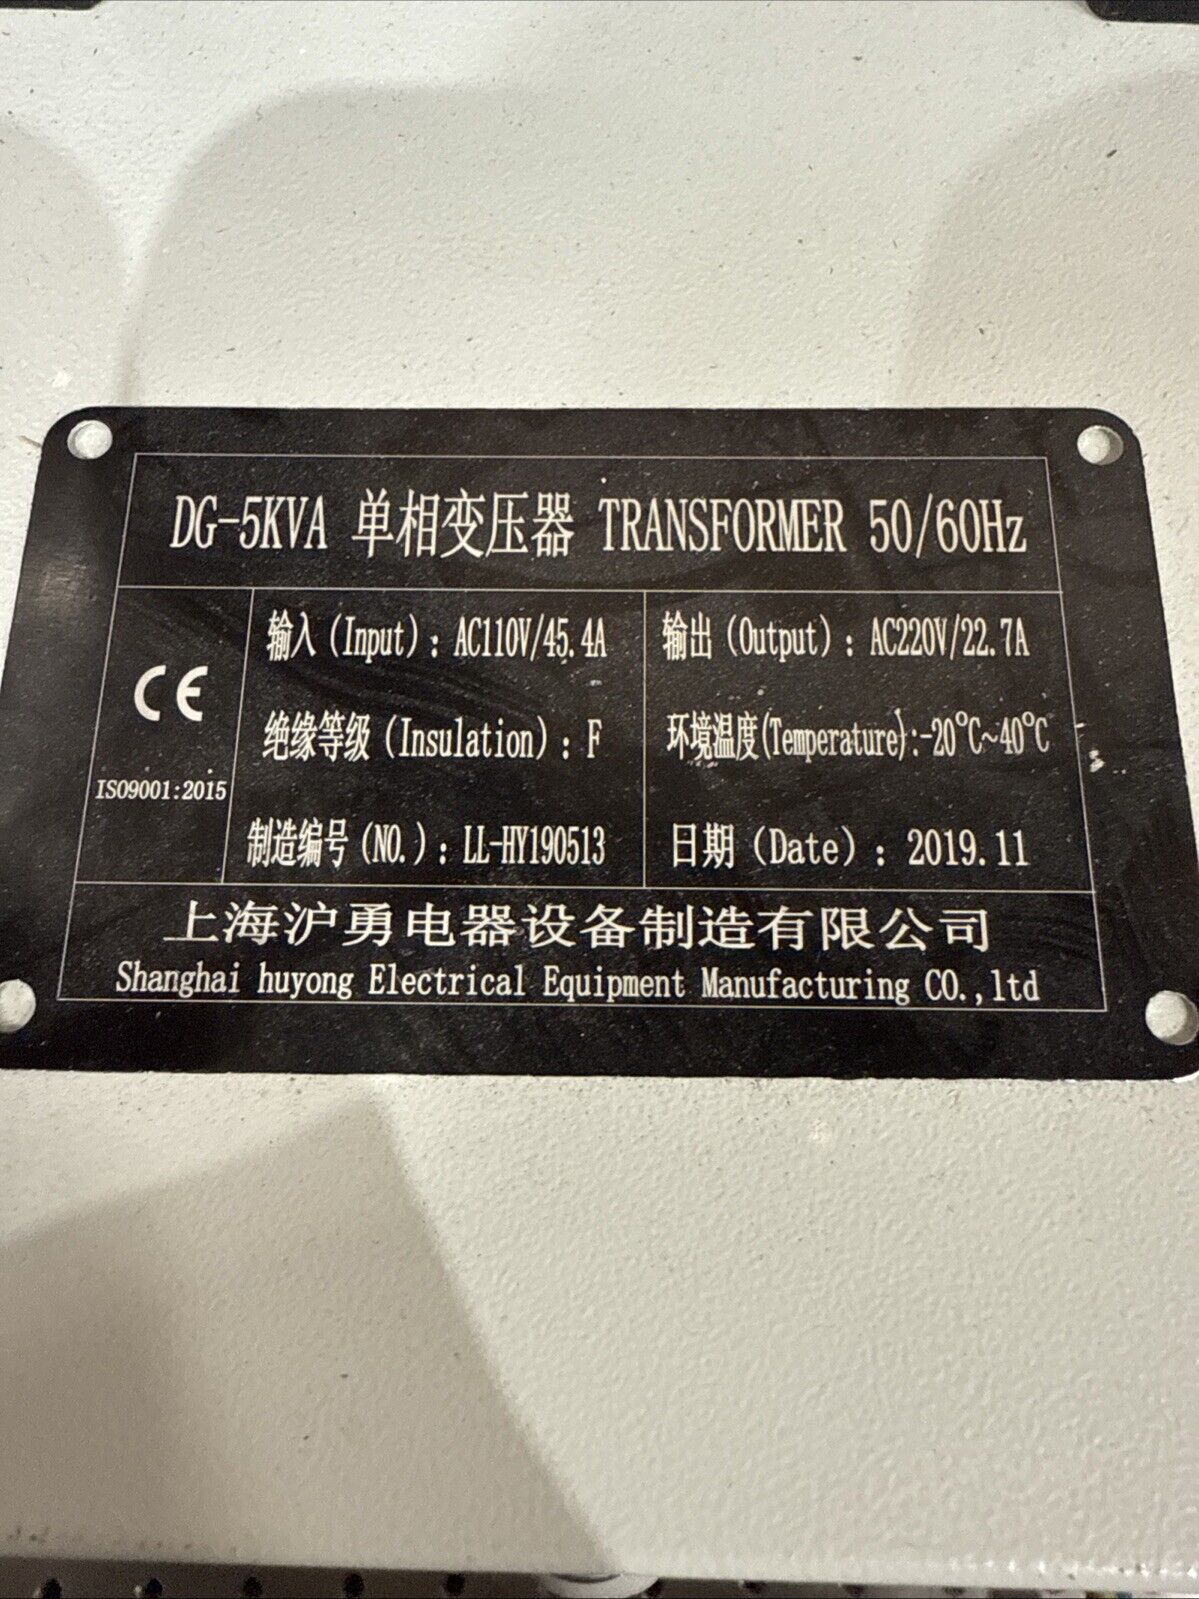 DG-5KVA 单相变压器 TRANSFORMER 50/60Hz
输入(Input): AC110V/45.4A 输出(Output): AC220V/22.7A
CE
绝缘等级(Insulation): F 环境温度(Temperature):-20℃~40℃
ISO9001:2015
制造编号(NO.): LL-HY190513 日期(Date): 2019.11
上海沪勇电器设备制造有限公司
Shanghai huyong Electrical Equipment Manufacturing CO.,ltd